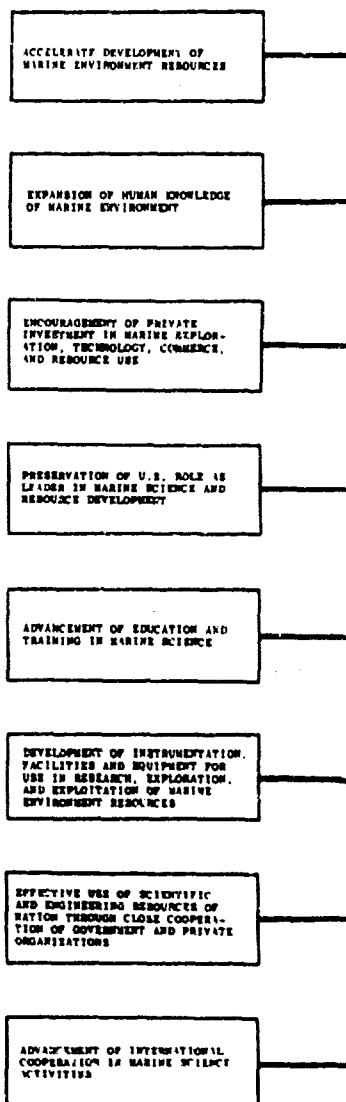 ACCELERATE DEVELOPMENT OF
MARINE ENVIRONMENT RESOURCES
EXPANSION OF HUMAN KNOWLEDGE
OF MARINE ENVIRONMENT
ENCOURAGEMENT OF PRIVATE
INVESTMENT IN MARINE EXPLOR-
ATION, TECHNOLOGY, COMMERCE,
AND RESOURCE USE
PRESERVATION OF U.S. ROLE AS
LEADER IN MARINE SCIENCE AND
RESOURCE DEVELOPMENT
ADVANCEMENT OF EDUCATION AND
TRAINING IN MARINE SCIENCE
DEVELOPMENT OF INSTRUMENTATION,
FACILITIES AND EQUIPMENT FOR
USE IN RESEARCH, EXPLORATION,
AND EXPLOITATION OF MARINE
ENVIRONMENT RESOURCES
EFFECTIVE USE OF SCIENTIFIC
AND ENGINEERING RESOURCES OF
NATION THROUGH CLOSE COOPERA-
TION OF GOVERNMENT AND PRIVATE
ORGANIZATIONS
ADVANCEMENT OF INTERNATIONAL
COOPERATION IN MARINE SCIENCE
ACTIVITIES